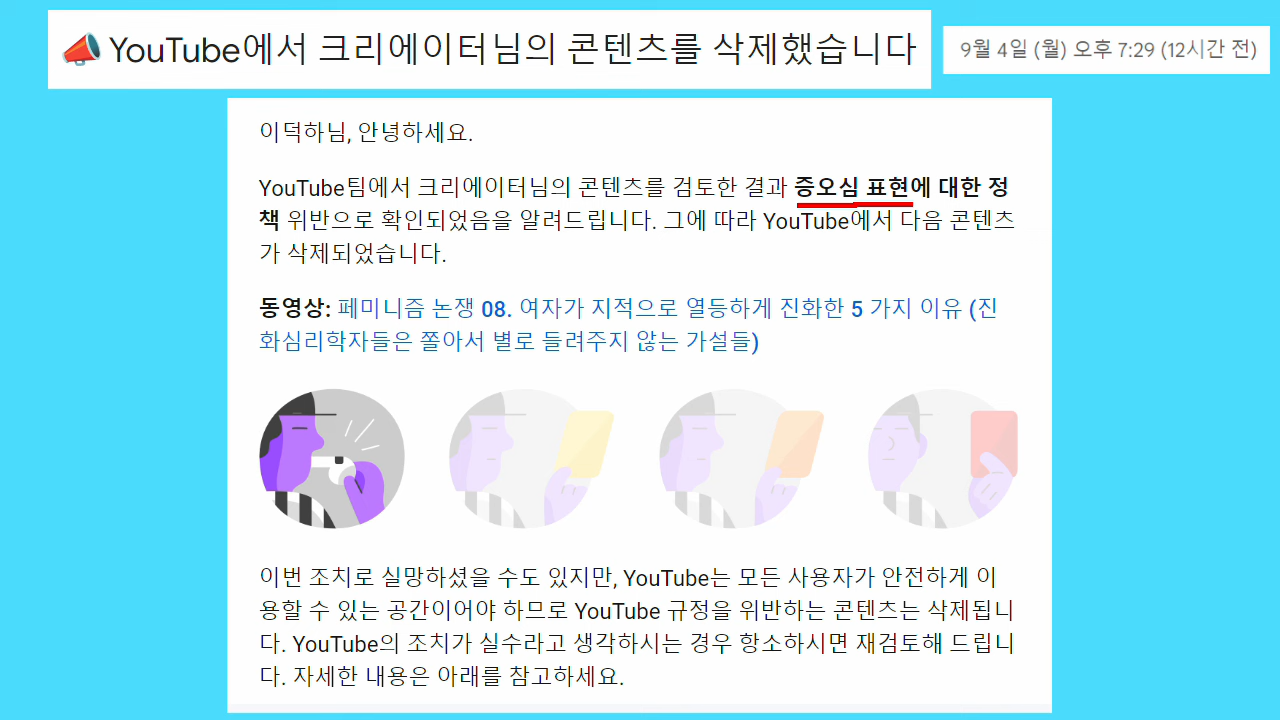 📣 YouTube에서 크리에이터님의 콘텐츠를 삭제했습니다
9월 4일 (월) 오후 7:29 (12시간 전)
이덕하님, 안녕하세요.
YouTube팀에서 크리에이터님의 콘텐츠를 검토한 결과 증오심 표현에 대한 정
책 위반으로 확인되었음을 알려드립니다. 그에 따라 YouTube에서 다음 콘텐츠
가 삭제되었습니다.
동영상: 페미니즘 논쟁 08. 여자가 지적으로 열등하게 진화한 5 가지 이유 (진
화심리학자들은 쫄아서 별로 들려주지 않는 가설들)
이번 조치로 실망하셨을 수도 있지만, YouTube는 모든 사용자가 안전하게 이
용할 수 있는 공간이어야 하므로 YouTube 규정을 위반하는 콘텐츠는 삭제됩니
다. YouTube의 조치가 실수라고 생각하시는 경우 항소하시면 재검토해 드립니
다. 자세한 내용은 아래를 참고하세요.